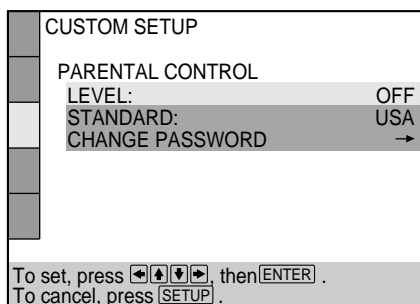 CUSTOM SETUP
PARENTAL CONTROL
LEVEL: OFF
STANDARD: USA
CHANGE PASSWORD →
To set, press ←↑↓→, then ENTER .
To cancel, press SETUP .